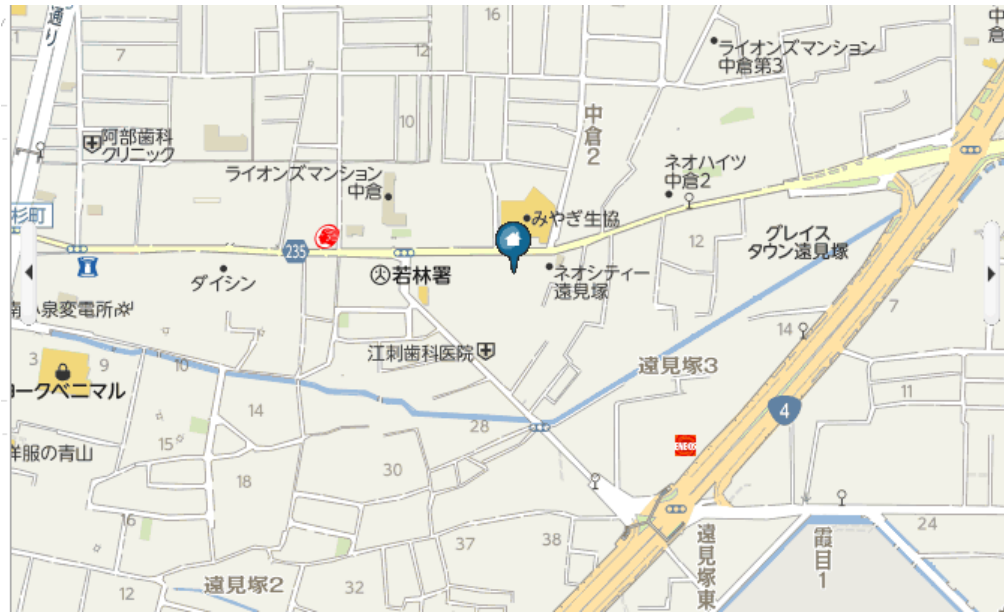 通り
16
中倉
7
12
ライオンズマンション
中倉第3
10
阿部歯科
クリニック
中倉2
ライオンズマンション
中倉
ネオハイツ
中倉2
杉町
みやぎ生協
235
12
グレイス
タウン遠見塚
ダイシン
若林署
ネオシティー
遠見塚
小泉変電所
7
14
3
9
10
江刺歯科医院
遠見塚3
ークベニマル
11
14
28
4
15
洋服の青山
ENEOS
18
30
16
24
37
38
遠見塚東
霞目1
遠見塚2
12
32